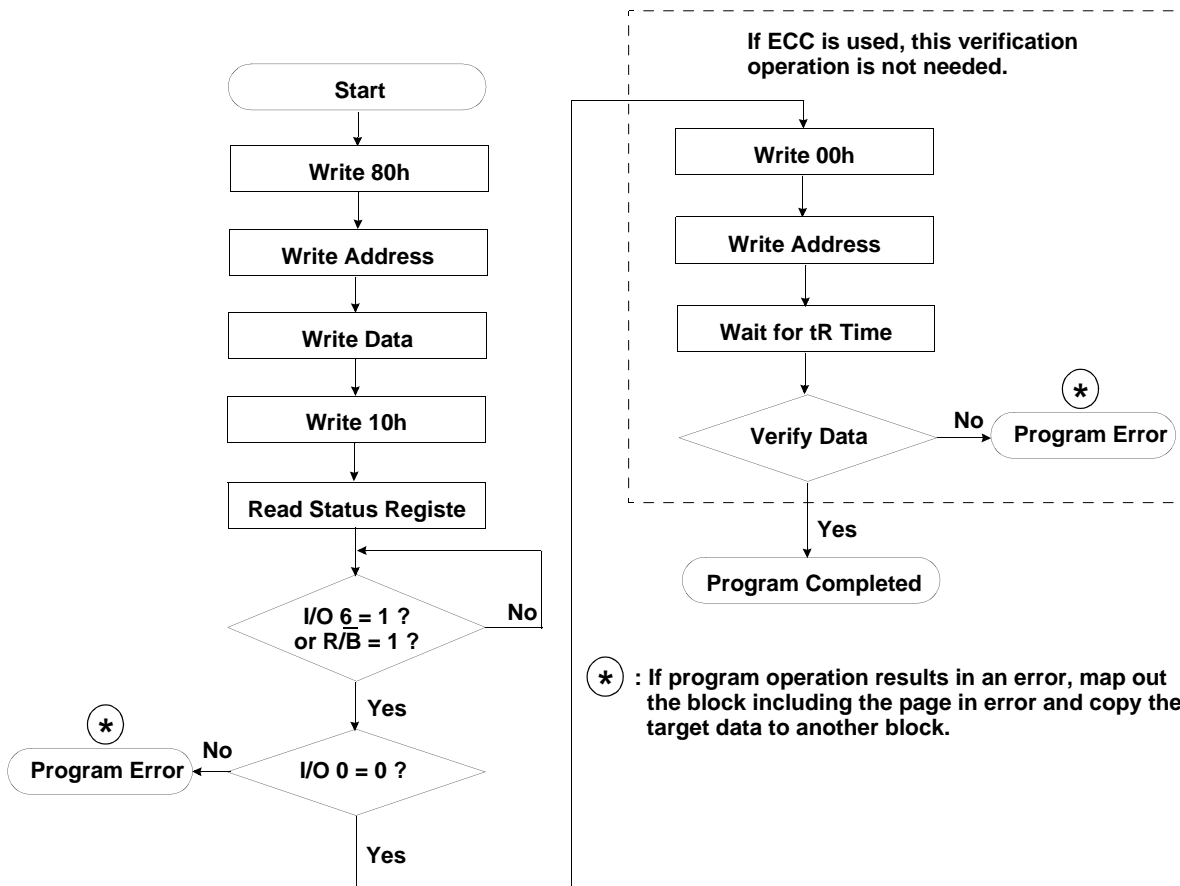 Start
Write 80h
Write Address
Write Data
Write 10h
Read Status Registe
I/O 6 = 1 ?
or R/B̅ = 1 ?
No
Yes
*
No
Program Error
I/O 0 = 0 ?
Yes
If ECC is used, this verification
operation is not needed.
Write 00h
Write Address
Wait for tR Time
*
Verify Data
No
Program Error
Yes
Program Completed
* : If program operation results in an error, map out
the block including the page in error and copy the
target data to another block.